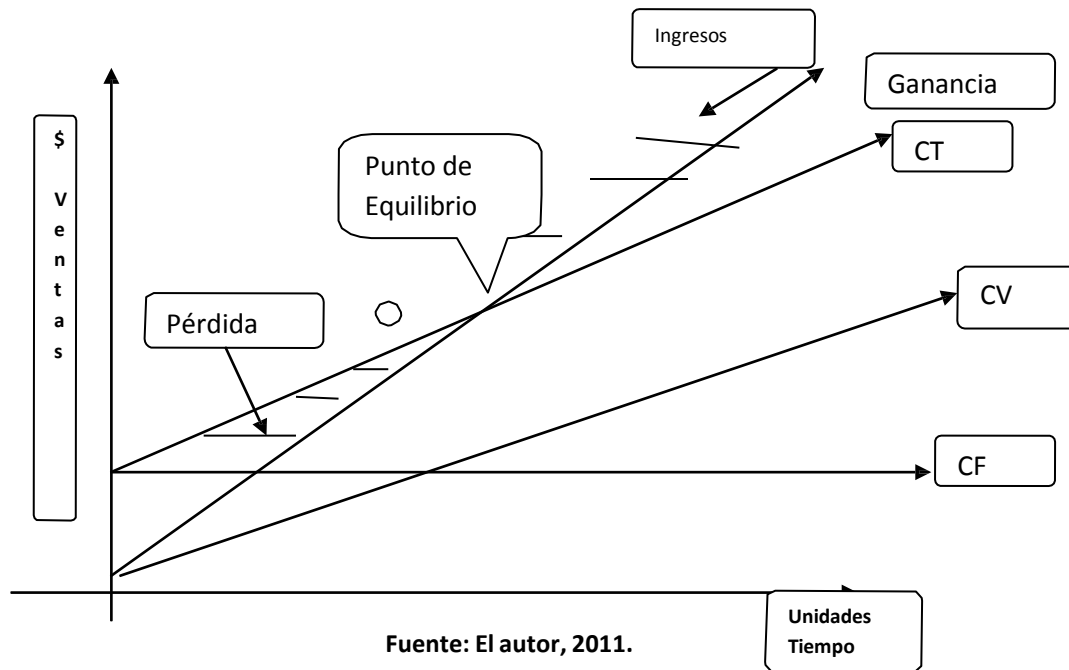 Ingresos
Ganancia
CT
$
V
e
n
t
a
s
Punto de
Equilibrio
Pérdida
CV
CF
Unidades
Tiempo
Fuente: El autor, 2011.